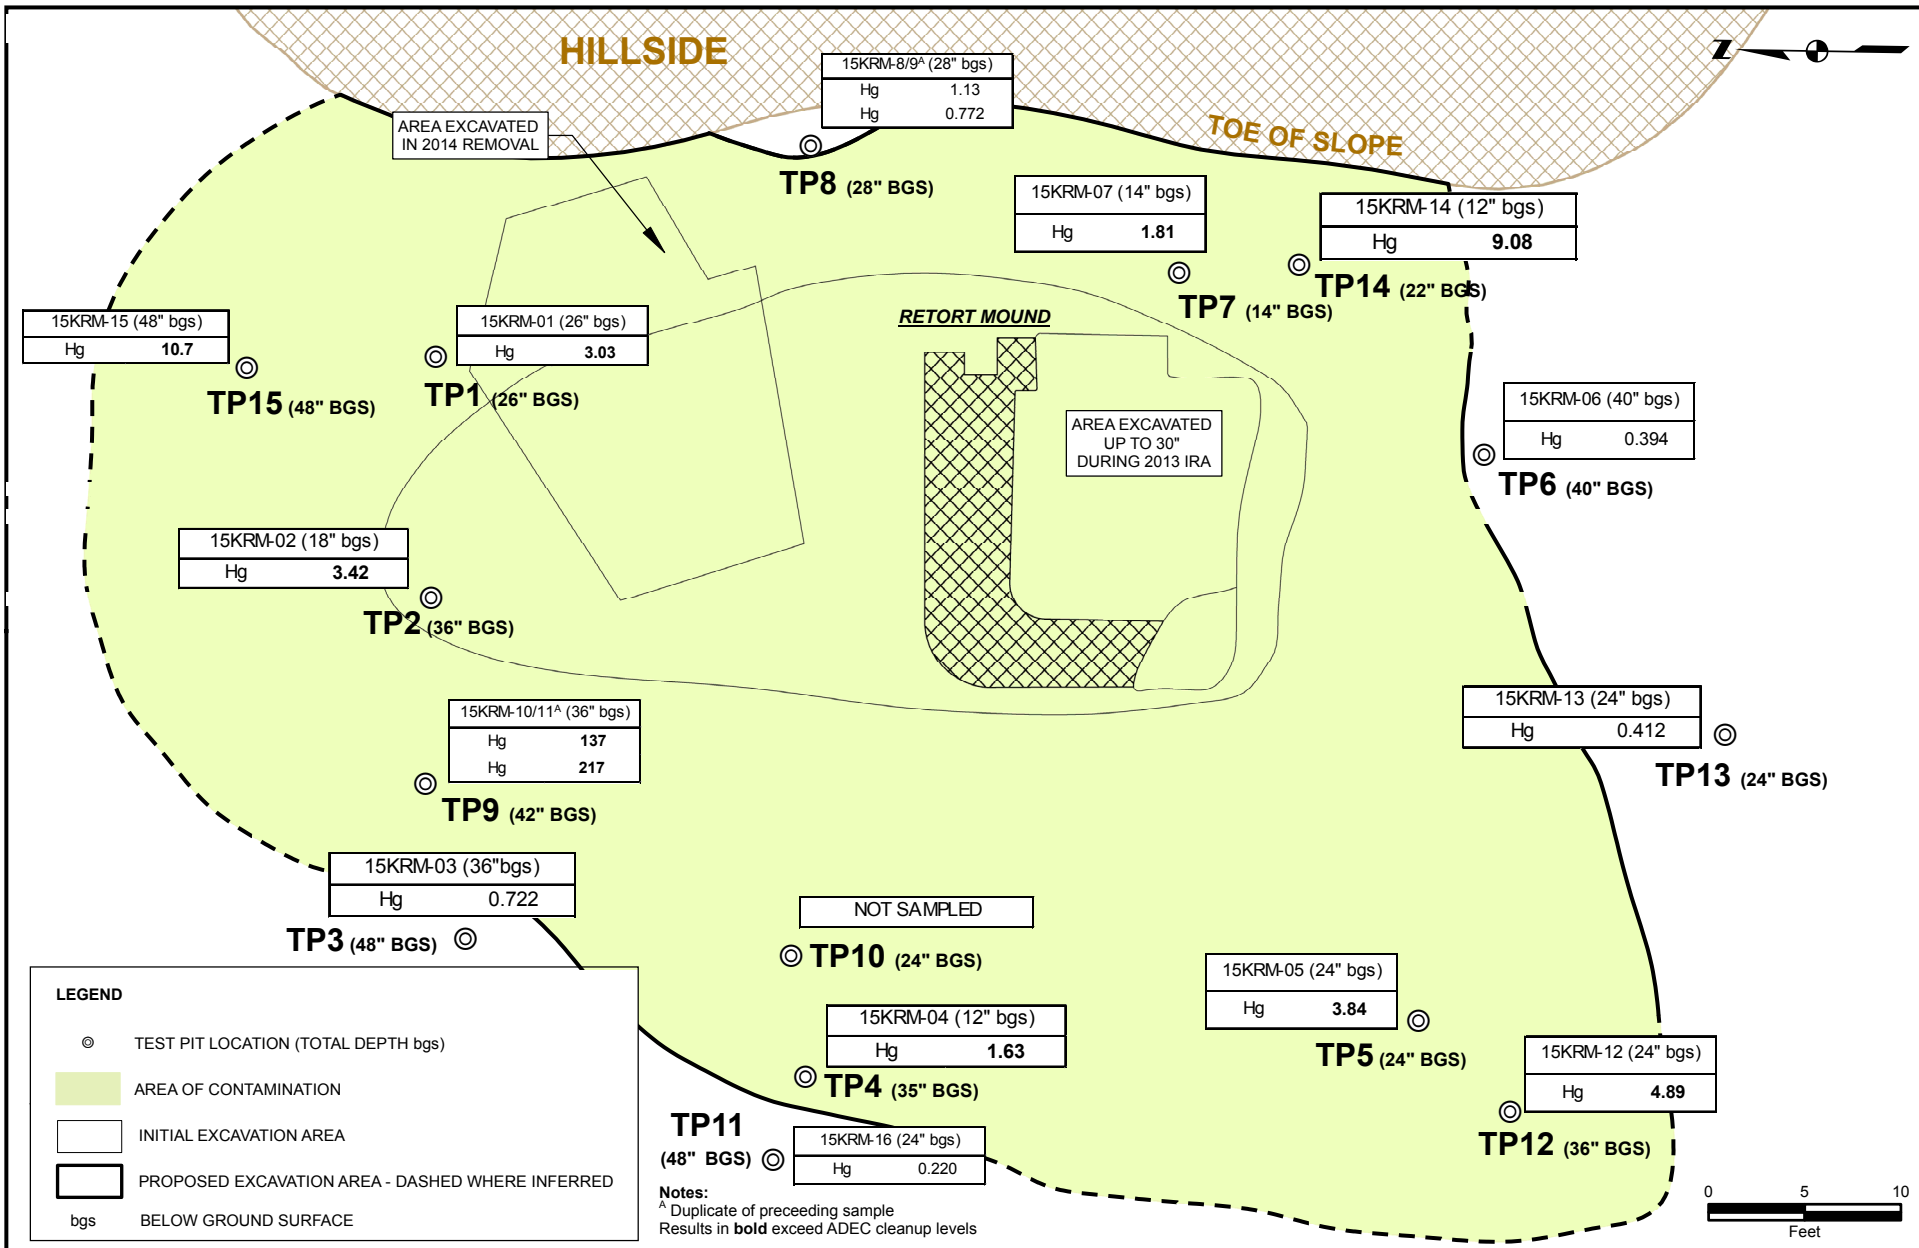 HILLSIDE
Z
15KRM-8/9ᴬ (28" bgs)
Hg 1.13
Hg 0.772
AREA EXCAVATED
IN 2014 REMOVAL
TOE OF SLOPE
TP8 (28" BGS)
15KRM-07 (14" bgs)
Hg 1.81
15KRM-14 (12" bgs)
Hg 9.08
TP14 (22" BGS)
TP7 (14" BGS)
15KRM-15 (48" bgs)
Hg 10.7
15KRM-01 (26" bgs)
Hg 3.03
RETORT MOUND
TP15 (48" BGS)
TP1 (26" BGS)
AREA EXCAVATED
UP TO 30"
DURING 2013 IRA
15KRM-06 (40" bgs)
Hg 0.394
TP6 (40" BGS)
15KRM-02 (18" bgs)
Hg 3.42
TP2 (36" BGS)
15KRM-10/11ᴬ (36" bgs)
Hg 137
Hg 217
TP9 (42" BGS)
15KRM-13 (24" bgs)
Hg 0.412
TP13 (24" BGS)
15KRM-03 (36"bgs)
Hg 0.722
TP3 (48" BGS)
NOT SAMPLED
TP10 (24" BGS)
15KRM-05 (24" bgs)
Hg 3.84
TP5 (24" BGS)
15KRM-04 (12" bgs)
Hg 1.63
TP4 (35" BGS)
15KRM-12 (24" bgs)
Hg 4.89
TP12 (36" BGS)
TP11
(48" BGS)
15KRM-16 (24" bgs)
Hg 0.220
LEGEND
TEST PIT LOCATION (TOTAL DEPTH bgs)
AREA OF CONTAMINATION
INITIAL EXCAVATION AREA
PROPOSED EXCAVATION AREA - DASHED WHERE INFERRED
bgs BELOW GROUND SURFACE
Notes:
ᴬ Duplicate of preceeding sample
Results in bold exceed ADEC cleanup levels
0 5 10
Feet